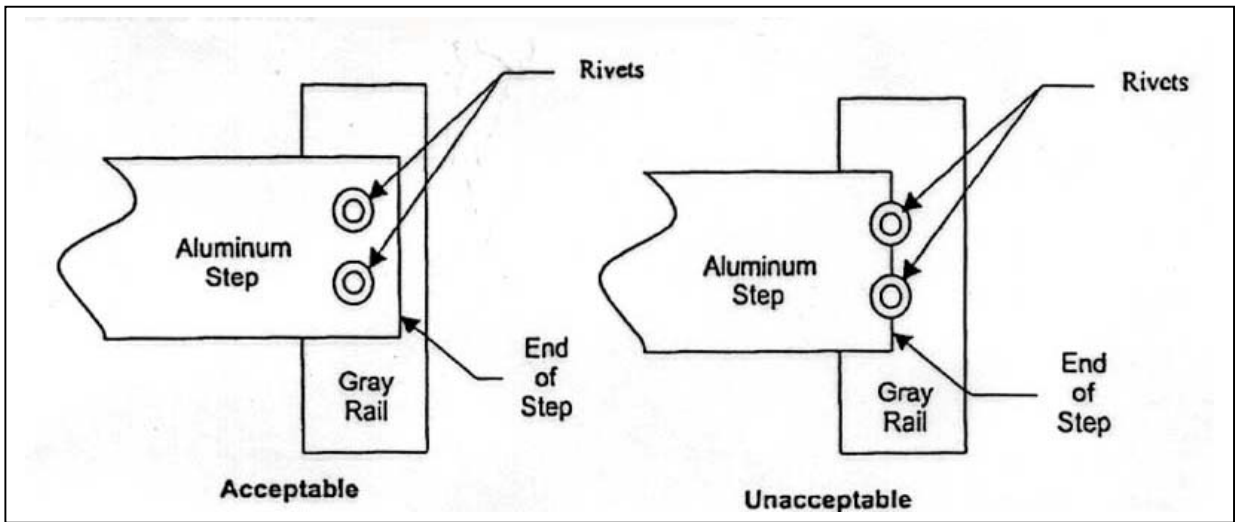 Rivets
Aluminum
Step
End
of
Step
Gray
Rail
Acceptable
Rivets
Aluminum
Step
End
of
Step
Gray
Rail
Unacceptable